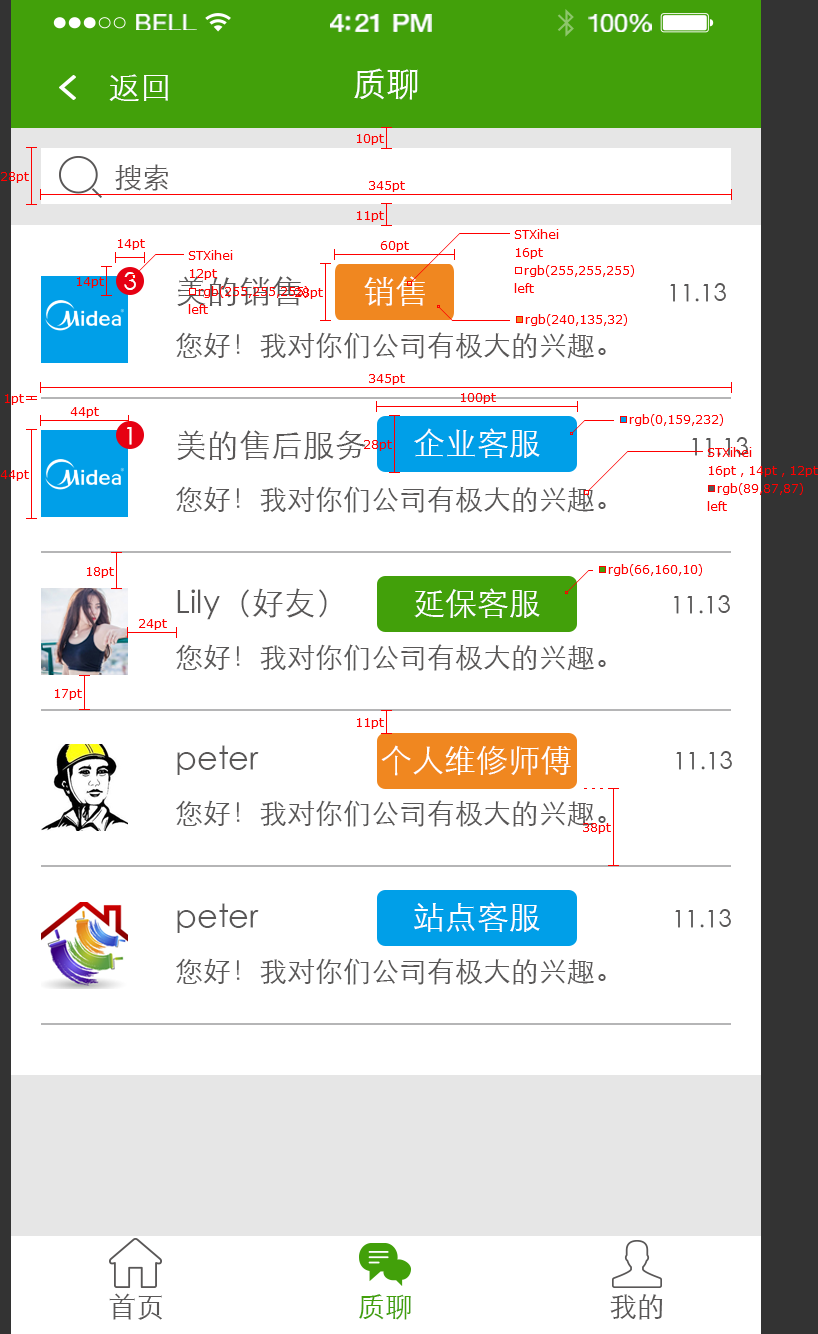 BELL 4:21 PM 100%
返回 质聊
10pt
28pt 搜索
345pt
11pt
14pt STXihei 60pt STXihei
12pt 16pt
14pt 3 rgb(255,255,255) 28pt rgb(255,255,255)
left left
美的销售 销售 11.13
rgb(240,135,32)
Midea
您好！我对你们公司有极大的兴趣。
345pt
1pt 100pt
44pt 1 rgb(0,159,232)
美的售后服务 28pt 企业客服 11.13
STXihei
44pt Midea 16pt , 14pt , 12pt
rgb(89,87,87)
您好！我对你们公司有极大的兴趣。 left
18pt rgb(66,160,10)
Lily（好友） 延保客服 11.13
24pt
您好！我对你们公司有极大的兴趣。
17pt
11pt
peter 个人维修师傅 11.13
您好！我对你们公司有极大的兴趣。
38pt
peter 站点客服 11.13
您好！我对你们公司有极大的兴趣。
首页 质聊 我的